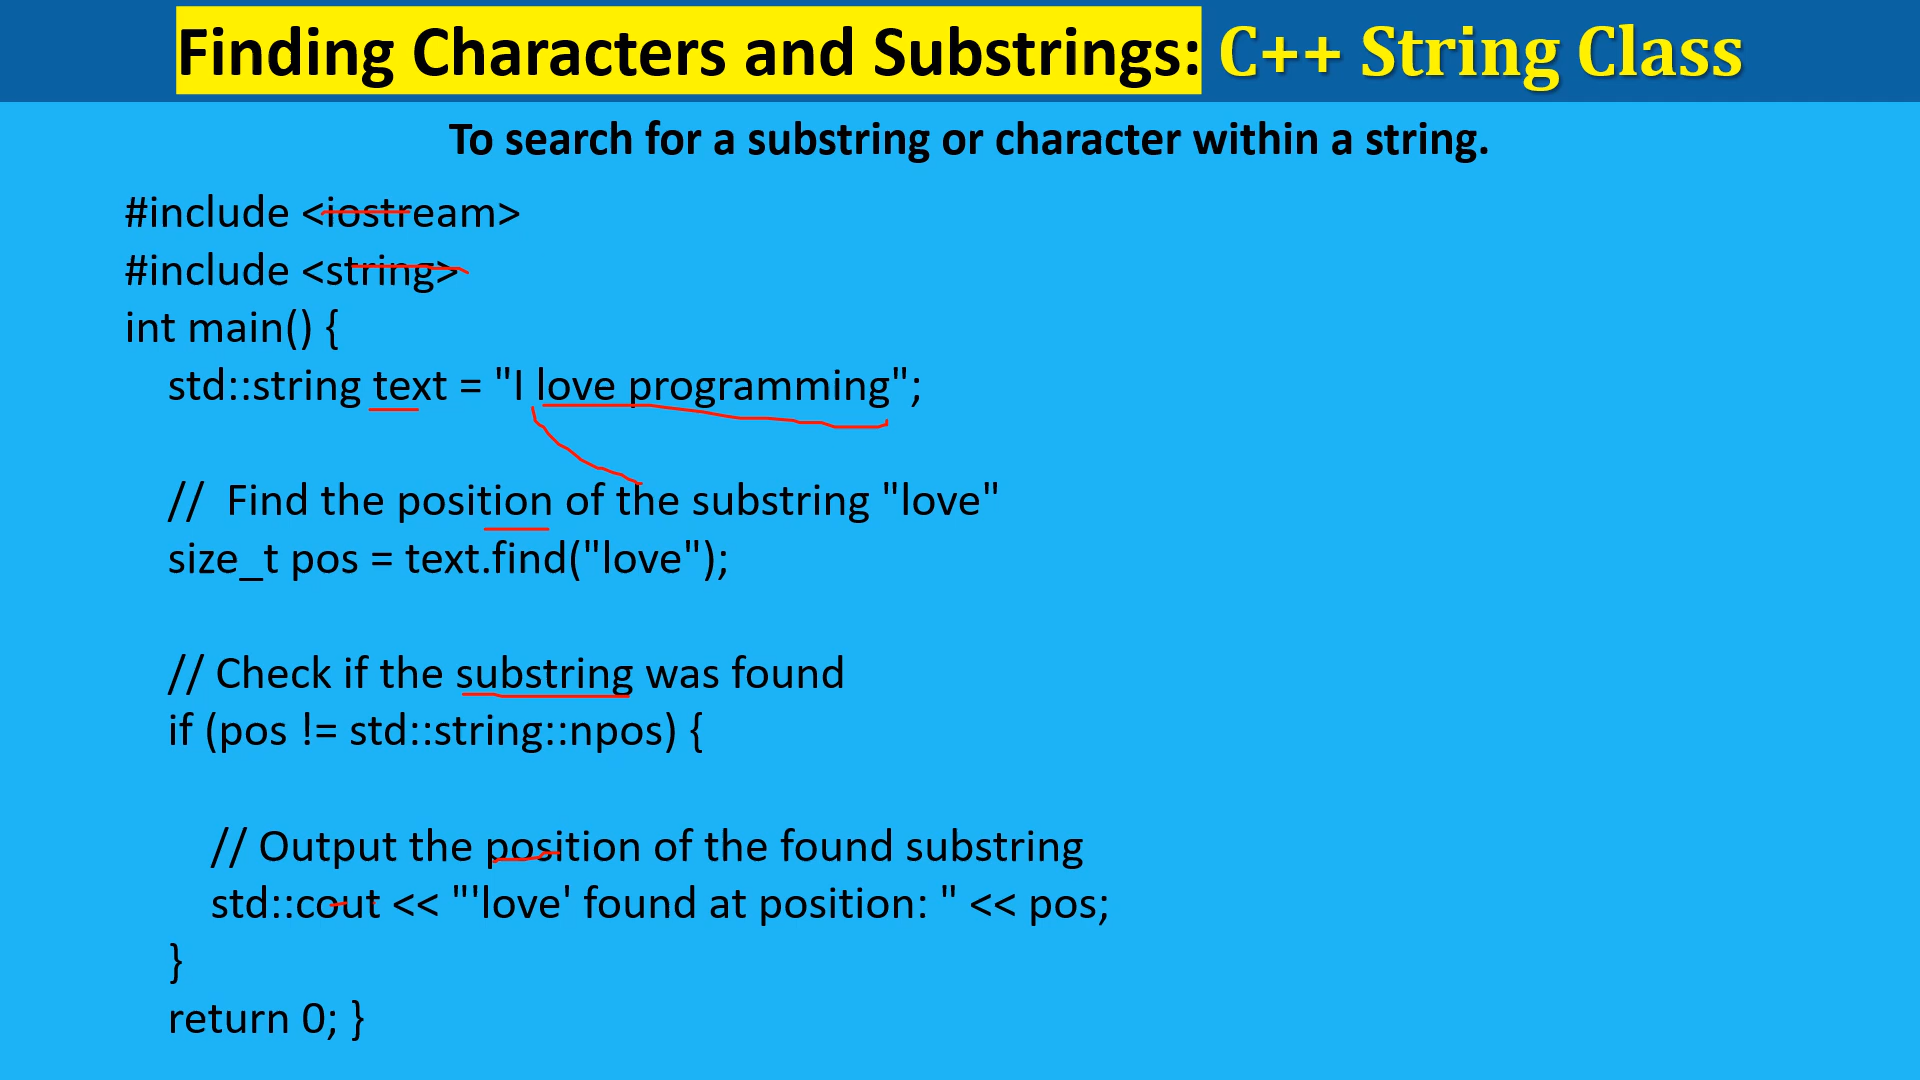 Finding Characters and Substrings: C++ String Class
To search for a substring or character within a string.
#include <iostream>
#include <string>
int main() {
std::string text = "I love programming";
//  Find the position of the substring "love"
size_t pos = text.find("love");
// Check if the substring was found
if (pos != std::string::npos) {
// Output the position of the found substring
std::cout << "'love' found at position: " << pos;
}
return 0; }